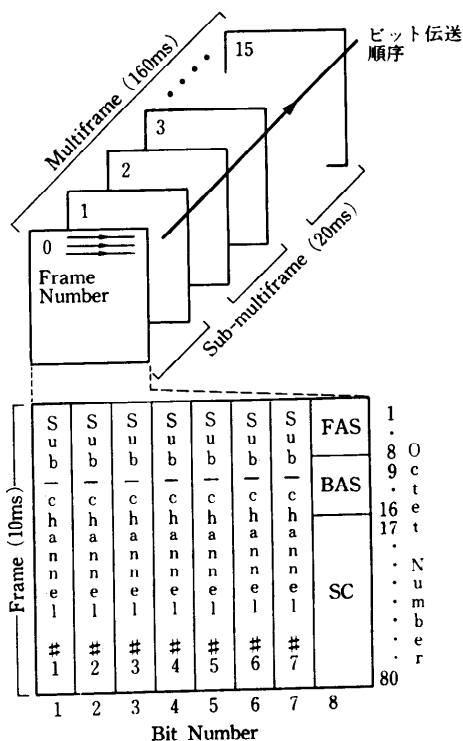 ビット伝送
順序
Multiframe (160ms)
15
3
2
1
0
Frame
Number
Sub-multiframe (20ms)
Frame (10ms)
Sub-channel #1
Sub-channel #2
Sub-channel #3
Sub-channel #4
Sub-channel #5
Sub-channel #6
Sub-channel #7
FAS
BAS
SC
1
8
9
16
17
80
Octet Number
1 2 3 4 5 6 7 8
Bit Number